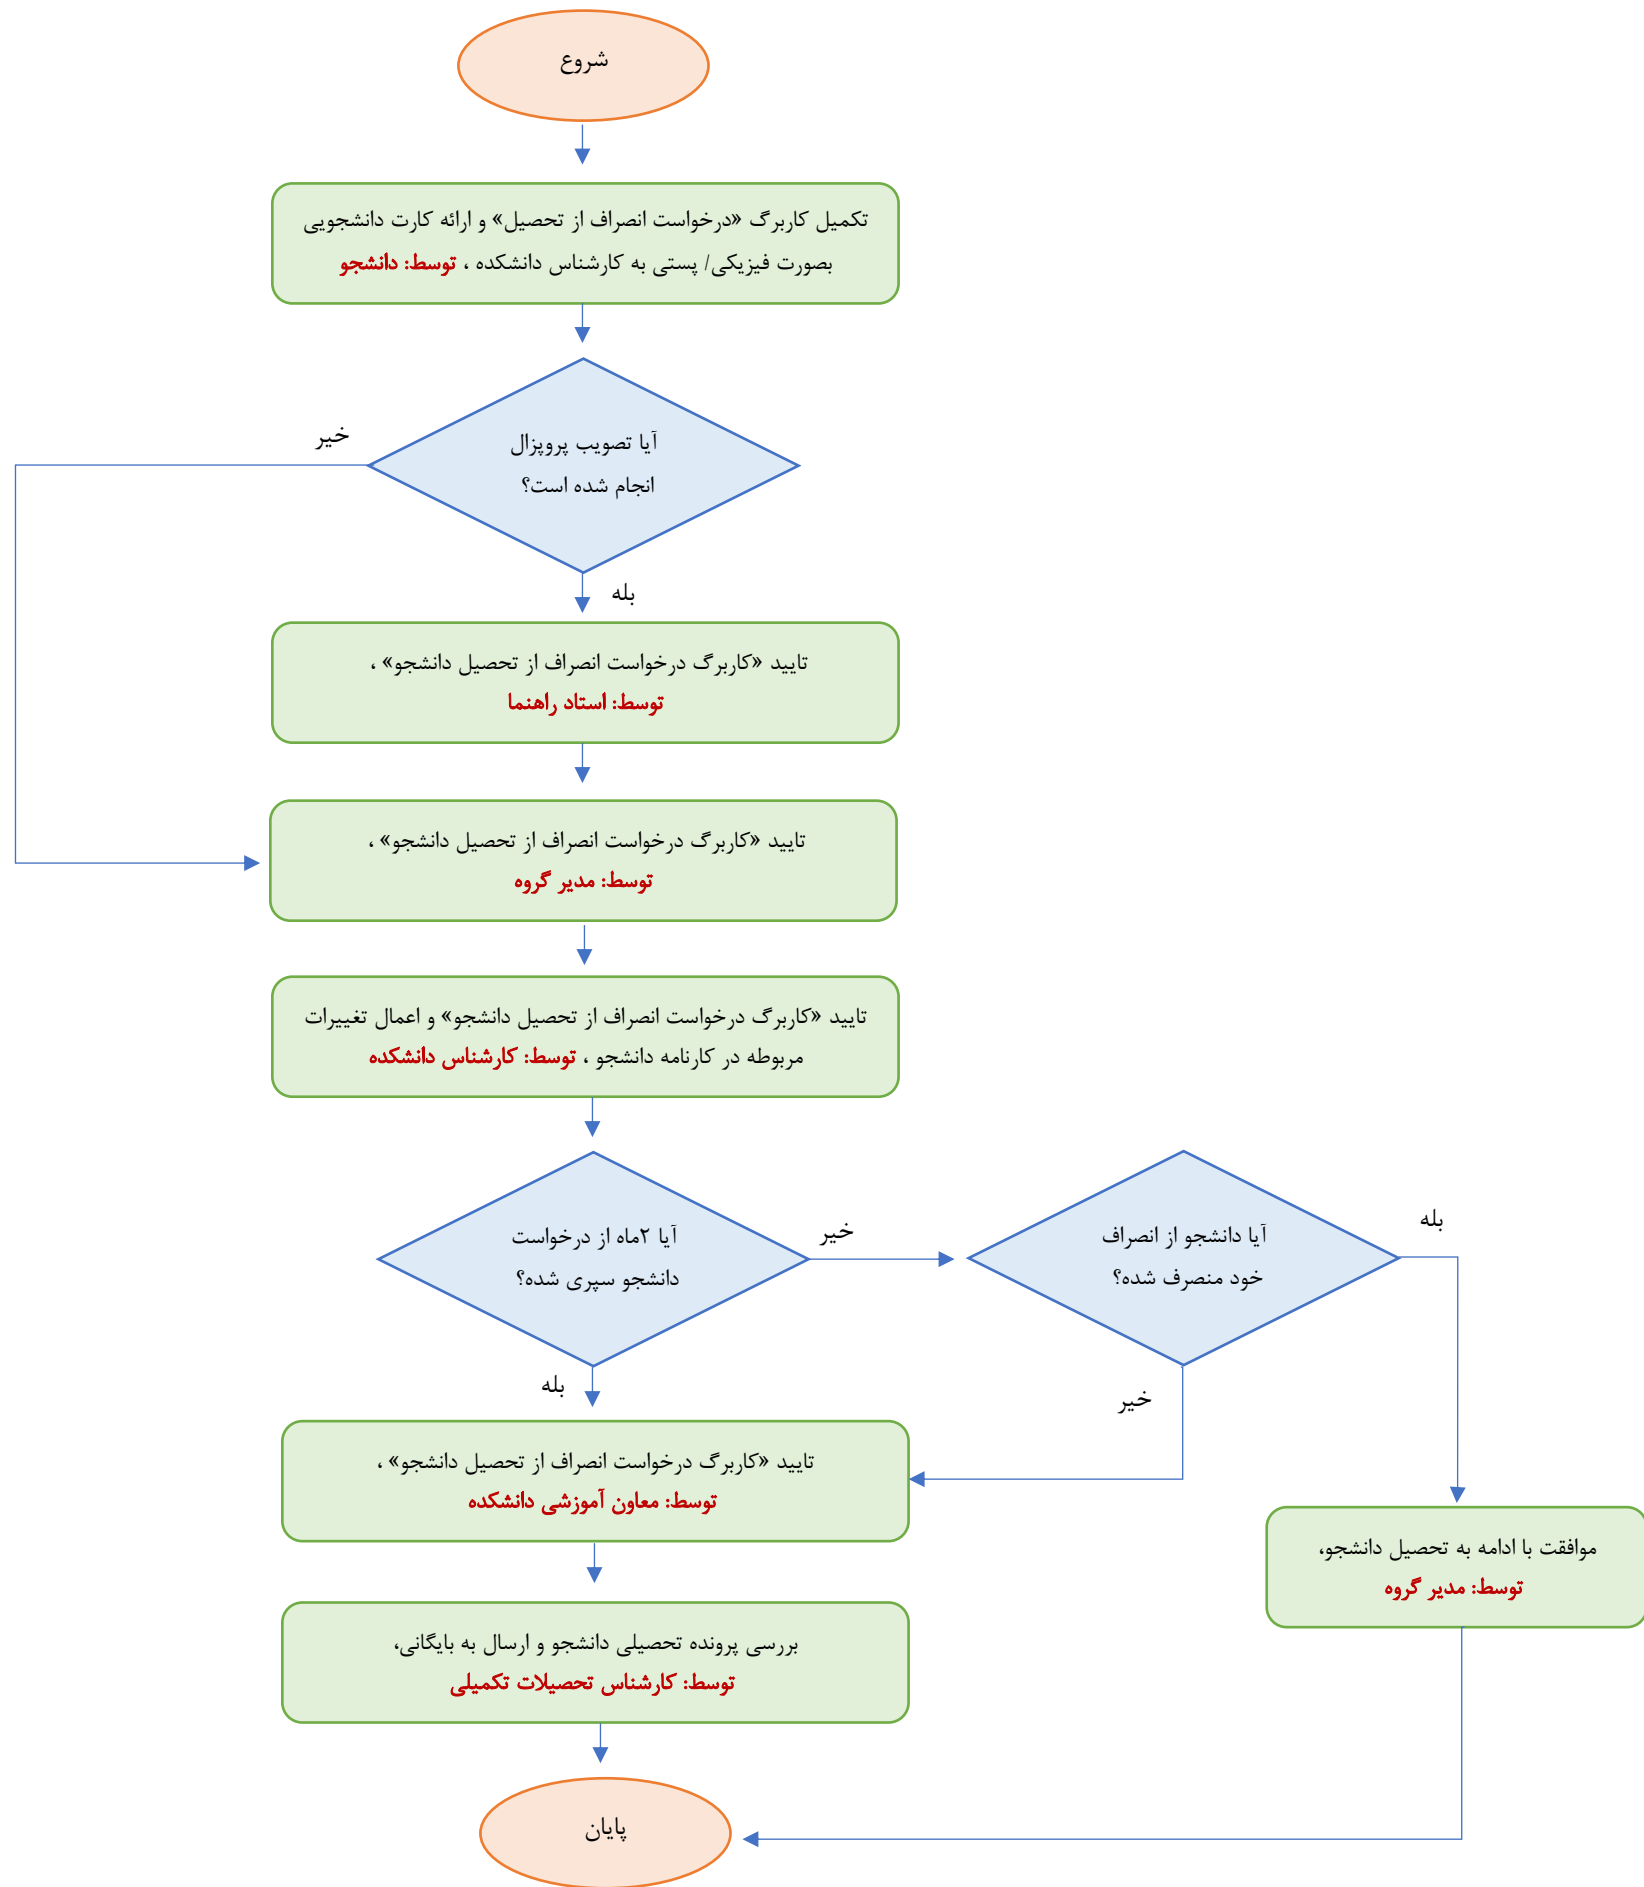 شروع
تکمیل کاربرگ «درخواست انصراف از تحصیل» و ارائه کارت دانشجویی
بصورت فیزیکی/ پستی به کارشناس دانشکده ، توسط: دانشجو
آیا تصویب پروپزال
انجام شده است؟
خیر
بله
تایید «کاربرگ درخواست انصراف از تحصیل دانشجو» ،
توسط: استاد راهنما
تایید «کاربرگ درخواست انصراف از تحصیل دانشجو» ،
توسط: مدیر گروه
تایید «کاربرگ درخواست انصراف از تحصیل دانشجو» و اعمال تغییرات
مربوطه در کارنامه دانشجو ، توسط: کارشناس دانشکده
آیا ۲ماه از درخواست
دانشجو سپری شده؟
خیر
بله
آیا دانشجو از انصراف
خود منصرف شده؟
بله
خیر
تایید «کاربرگ درخواست انصراف از تحصیل دانشجو» ،
توسط: معاون آموزشی دانشکده
موافقت با ادامه به تحصیل دانشجو،
توسط: مدیر گروه
بررسی پرونده تحصیلی دانشجو و ارسال به بایگانی،
توسط: کارشناس تحصیلات تکمیلی
پایان